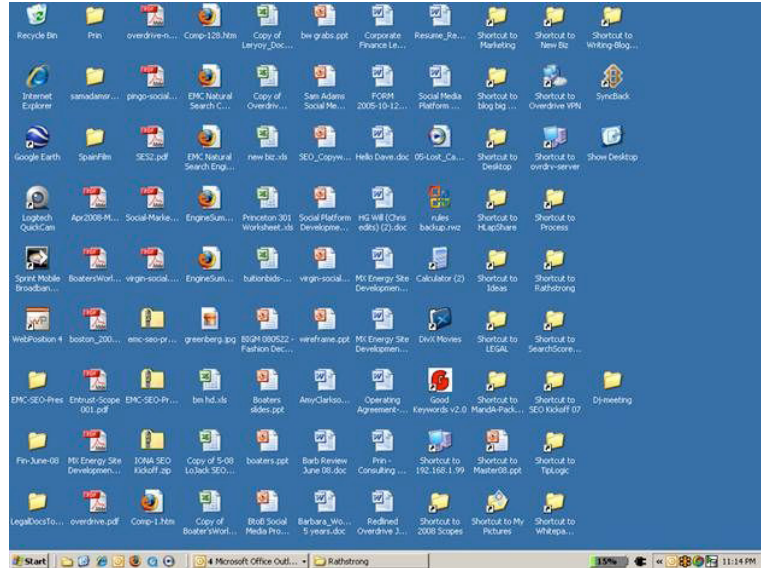 Recycle Bin
Prin
overdrive-n...
Comp-128.htm
Copy of
Leryoy_Doc...
bw grabs.ppt
Corporate
Finance Le...
Resume_Re...
Shortcut to
Marketing
Shortcut to
New Biz
Shortcut to
Writing-Blog...
Internet
Explorer
samadamsr...
pingo-social...
EMC Natural
Search C...
Copy of
Overdriv...
Sam Adams
Social Me...
FORM
2005-10-12...
Social Media
Platform ...
Shortcut to
blog big ...
Shortcut to
Overdrive VPN
SyncBack
Google Earth
SpainFilm
SES2.pdf
EMC Natural
Search Engi...
new biz.xls
SEO_Copyw...
Hello Dave.doc
05-Lost_Ca...
Shortcut to
Desktop
Shortcut to
ovrdrv-server
Show Desktop
Logitech
QuickCam
Apr2008-M...
Social-Marke...
EngineSum...
Princeton 301
Worksheet.xls
Social Platform
Developme...
HG Will (Chris
edits) (2).doc
rules
backup.rwz
Shortcut to
HLapShare
Shortcut to
Process
Sprint Mobile
Broadban...
BoatersWorl...
virgin-social....
EngineSum...
tuitionbids-...
virgin-social...
MX Energy Site
Developmen...
Calculator (2)
Shortcut to
Ideas
Shortcut to
Rathstrong
WebPosition 4
boston_200...
emc-seo-pr...
greenberg.jpg
BIGM 080522 -
Fashion Dec...
wireframe.ppt
MX Energy Site
Developmen...
DivX Movies
Shortcut to
LEGAL
Shortcut to
SearchScore...
EMC-SEO-Pres
Entrust-Scope
001.pdf
EMC-SEO-Pr...
bm hd.xls
Boaters
slides.ppt
AmyClarkso...
Operating
Agreement-...
Good
Keywords v2.0
Shortcut to
MandA-Pack...
Shortcut to
SEO Kickoff 07
Dj-meeting
Fin-June-08
MX Energy Site
Developmen...
IONA SEO
Kickoff.zip
Copy of 5-08
LoJack SEO...
boaters.ppt
Barb Review
June 08.doc
Prin -
Consulting ...
Shortcut to
192.168.1.99
Shortcut to
Master08.ppt
Shortcut to
TipLogic
LegalDocsTo...
overdrive.pdf
Comp-1.htm
Copy of
Boater'sWorl...
BtoB Social
Media Pro...
Barbara_Wo...
5 years.doc
Redlined
Overdrive J...
Shortcut to
2008 Scopes
Shortcut to My
Pictures
Shortcut to
Whitepa...
Start
4 Microsoft Office Outl...
Rathstrong
15%
11:14 PM